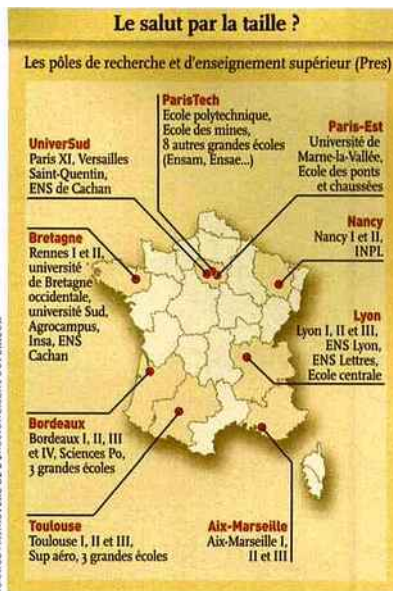 Le salut par la taille ?
Les pôles de recherche et d'enseignement supérieur (Pres)
ParisTech
Ecole polytechnique,
Ecole des mines,
8 autres grandes écoles
(Ensam, Ensae...)
Paris-Est
Université de
Marne-la-Vallée,
Ecole des ponts
et chaussées
UniverSud
Paris XI, Versailles
Saint-Quentin,
ENS de Cachan
Nancy
Nancy I et II,
INPL
Bretagne
Rennes I et II,
université
de Bretagne
occidentale,
université Sud,
Agrocampus,
Insa, ENS
Cachan
Lyon
Lyon I, II et III,
ENS Lyon,
ENS Lettres,
Ecole centrale
Bordeaux
Bordeaux I, II, III
et IV, Sciences Po,
3 grandes écoles
Toulouse
Toulouse I, II et III,
Sup aéro, 3 grandes écoles
Aix-Marseille
Aix-Marseille I,
II et III